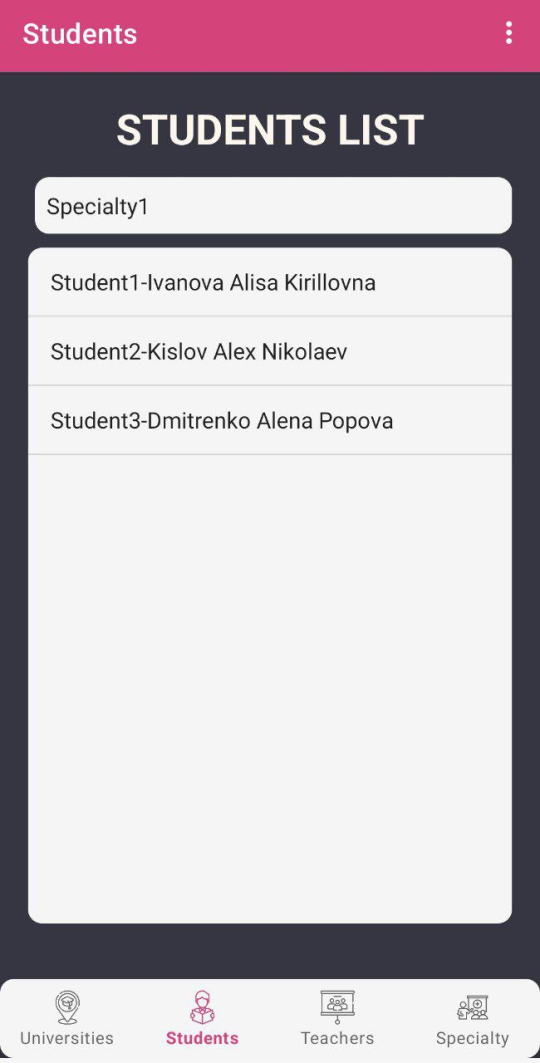 Students
STUDENTS LIST
Specialty1
Student1-Ivanova Alisa Kirillovna
Student2-Kislov Alex Nikolaev
Student3-Dmitrenko Alena Popova
Universities
Students
Teachers
Specialty